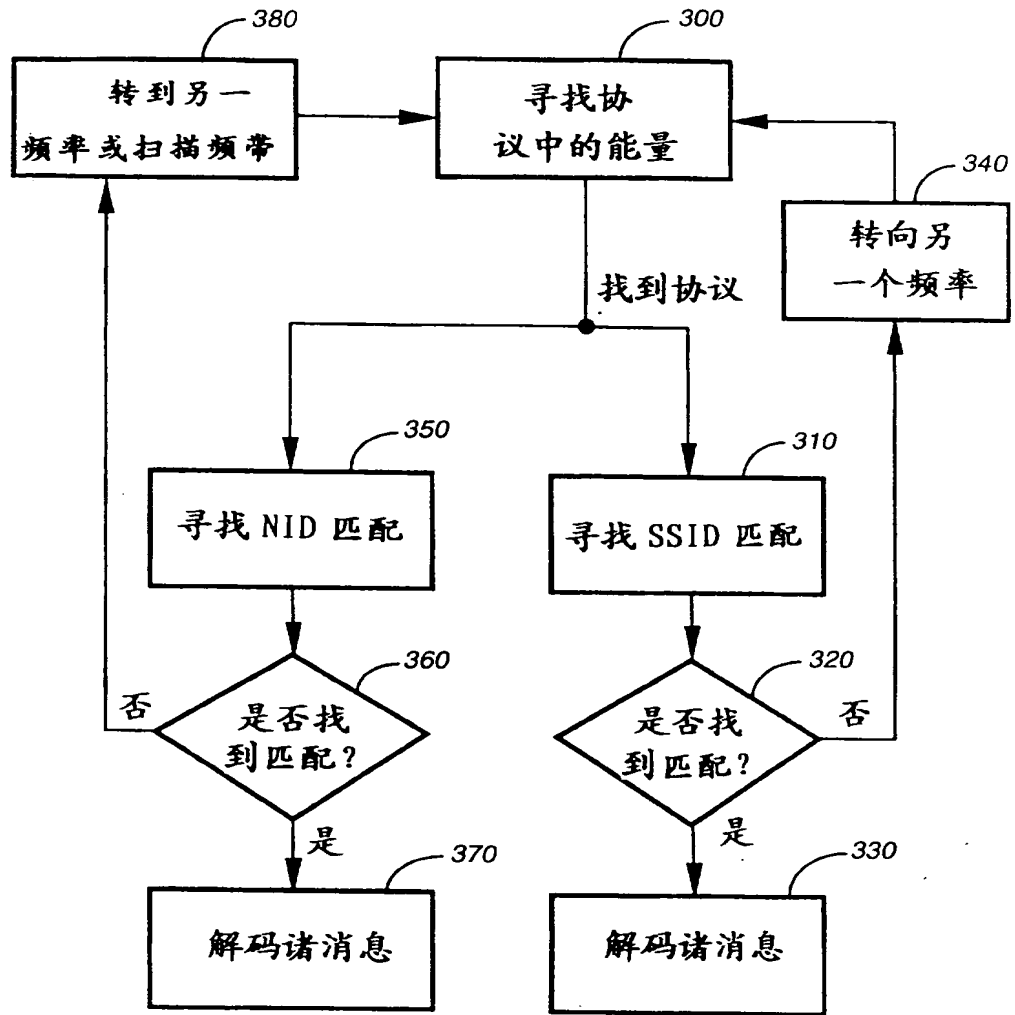 380
转到另一
频率或扫描频带
300
寻找协
议中的能量
340
转向另
一个频率
找到协议
350
寻找 NID 匹配
310
寻找 SSID 匹配
360
是否找
到匹配?
否
是
320
是否找
到匹配?
否
是
370
解码诸消息
330
解码诸消息